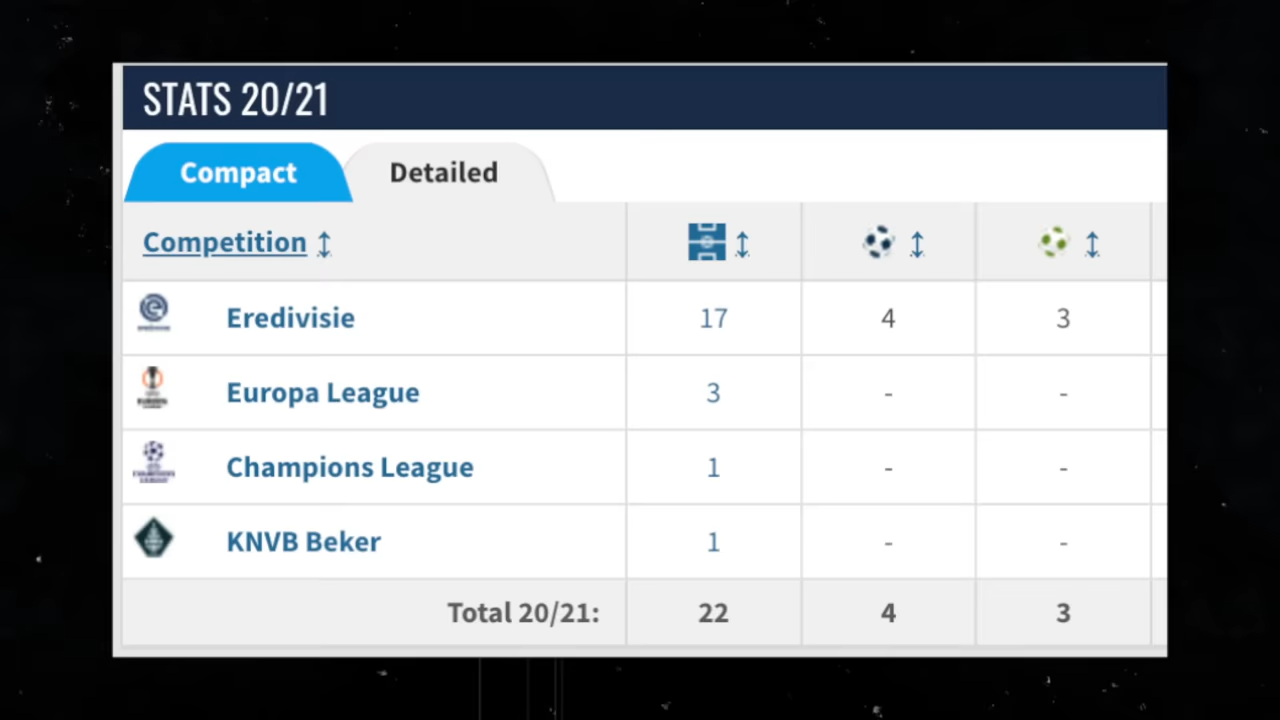 STATS 20/21
Compact Detailed
Competition
Eredivisie 17 4 3
Europa League 3 - -
Champions League 1 - -
KNVB Beker 1 - -
Total 20/21: 22 4 3